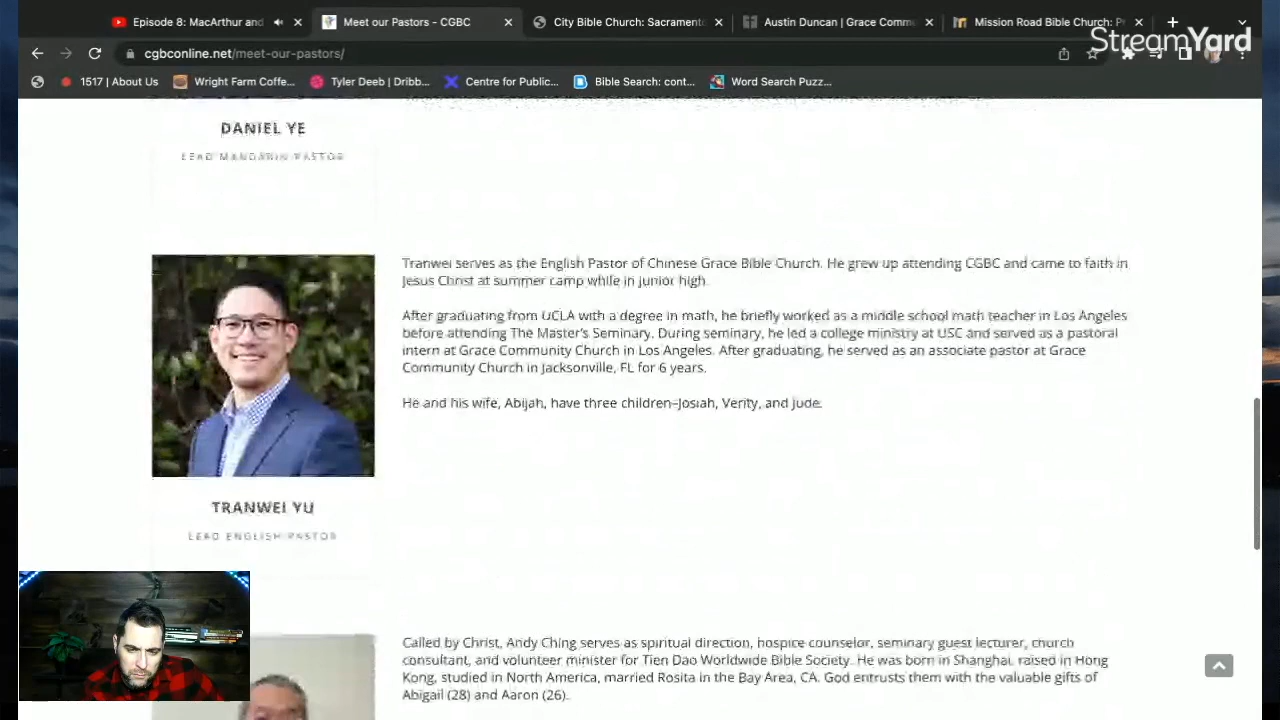 Episode 8: MacArthur and
Meet our Pastors - CGBC
City Bible Church: Sacramento
Austin Duncan | Grace Comm
Mission Road Bible Church:
StreamYard
cgbconline.net/meet-our-pastors/
1517 | About Us
Wright Farm Coffe...
Tyler Deeb | Dribb...
Centre for Public...
Bible Search: cont...
Word Search Puzz...
DANIEL YE
LEAD MANDARIN PASTOR
Tranwei serves as the English Pastor of Chinese Grace Bible Church. He grew up attending CGBC and came to faith in
Jesus Christ at summer camp while in junior high.
After graduating from UCLA with a degree in math, he briefly worked as a middle school math teacher in Los Angeles
before attending The Master's Seminary. During seminary, he led a college ministry at USC and served as a pastoral
intern at Grace Community Church in Los Angeles. After graduating, he served as an associate pastor at Grace
Community Church in Jacksonville, FL for 6 years.
He and his wife, Abijah, have three children–Josiah, Verity, and Jude.
TRANWEI YU
LEAD ENGLISH PASTOR
Called by Christ, Andy Ching serves as spiritual direction, hospice counselor, seminary guest lecturer, church
consultant, and volunteer minister for Tien Dao Worldwide Bible Society. He was born in Shanghai, raised in Hong
Kong, studied in North America, married Rosita in the Bay Area, CA. God entrusts them with the valuable gifts of
Abigail (28) and Aaron (26).